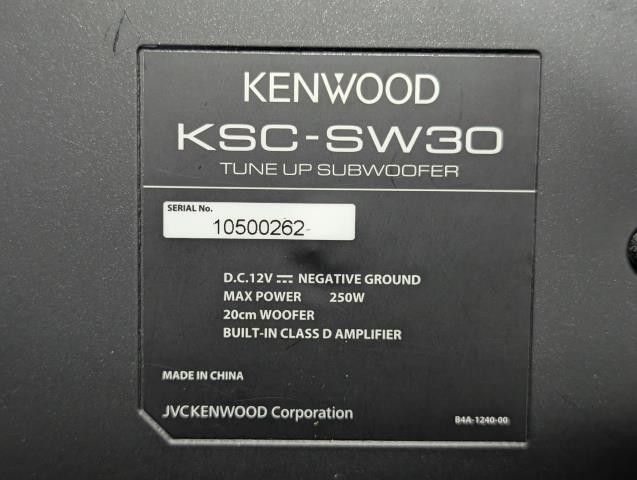 KENWOOD
KSC-SW30
TUNE UP SUBWOOFER
SERIAL No.
10500262-
D.C.12V ⎓ NEGATIVE GROUND
MAX POWER 250W
20cm WOOFER
BUILT-IN CLASS D AMPLIFIER
MADE IN CHINA
JVCKENWOOD Corporation
B4A-1240-00